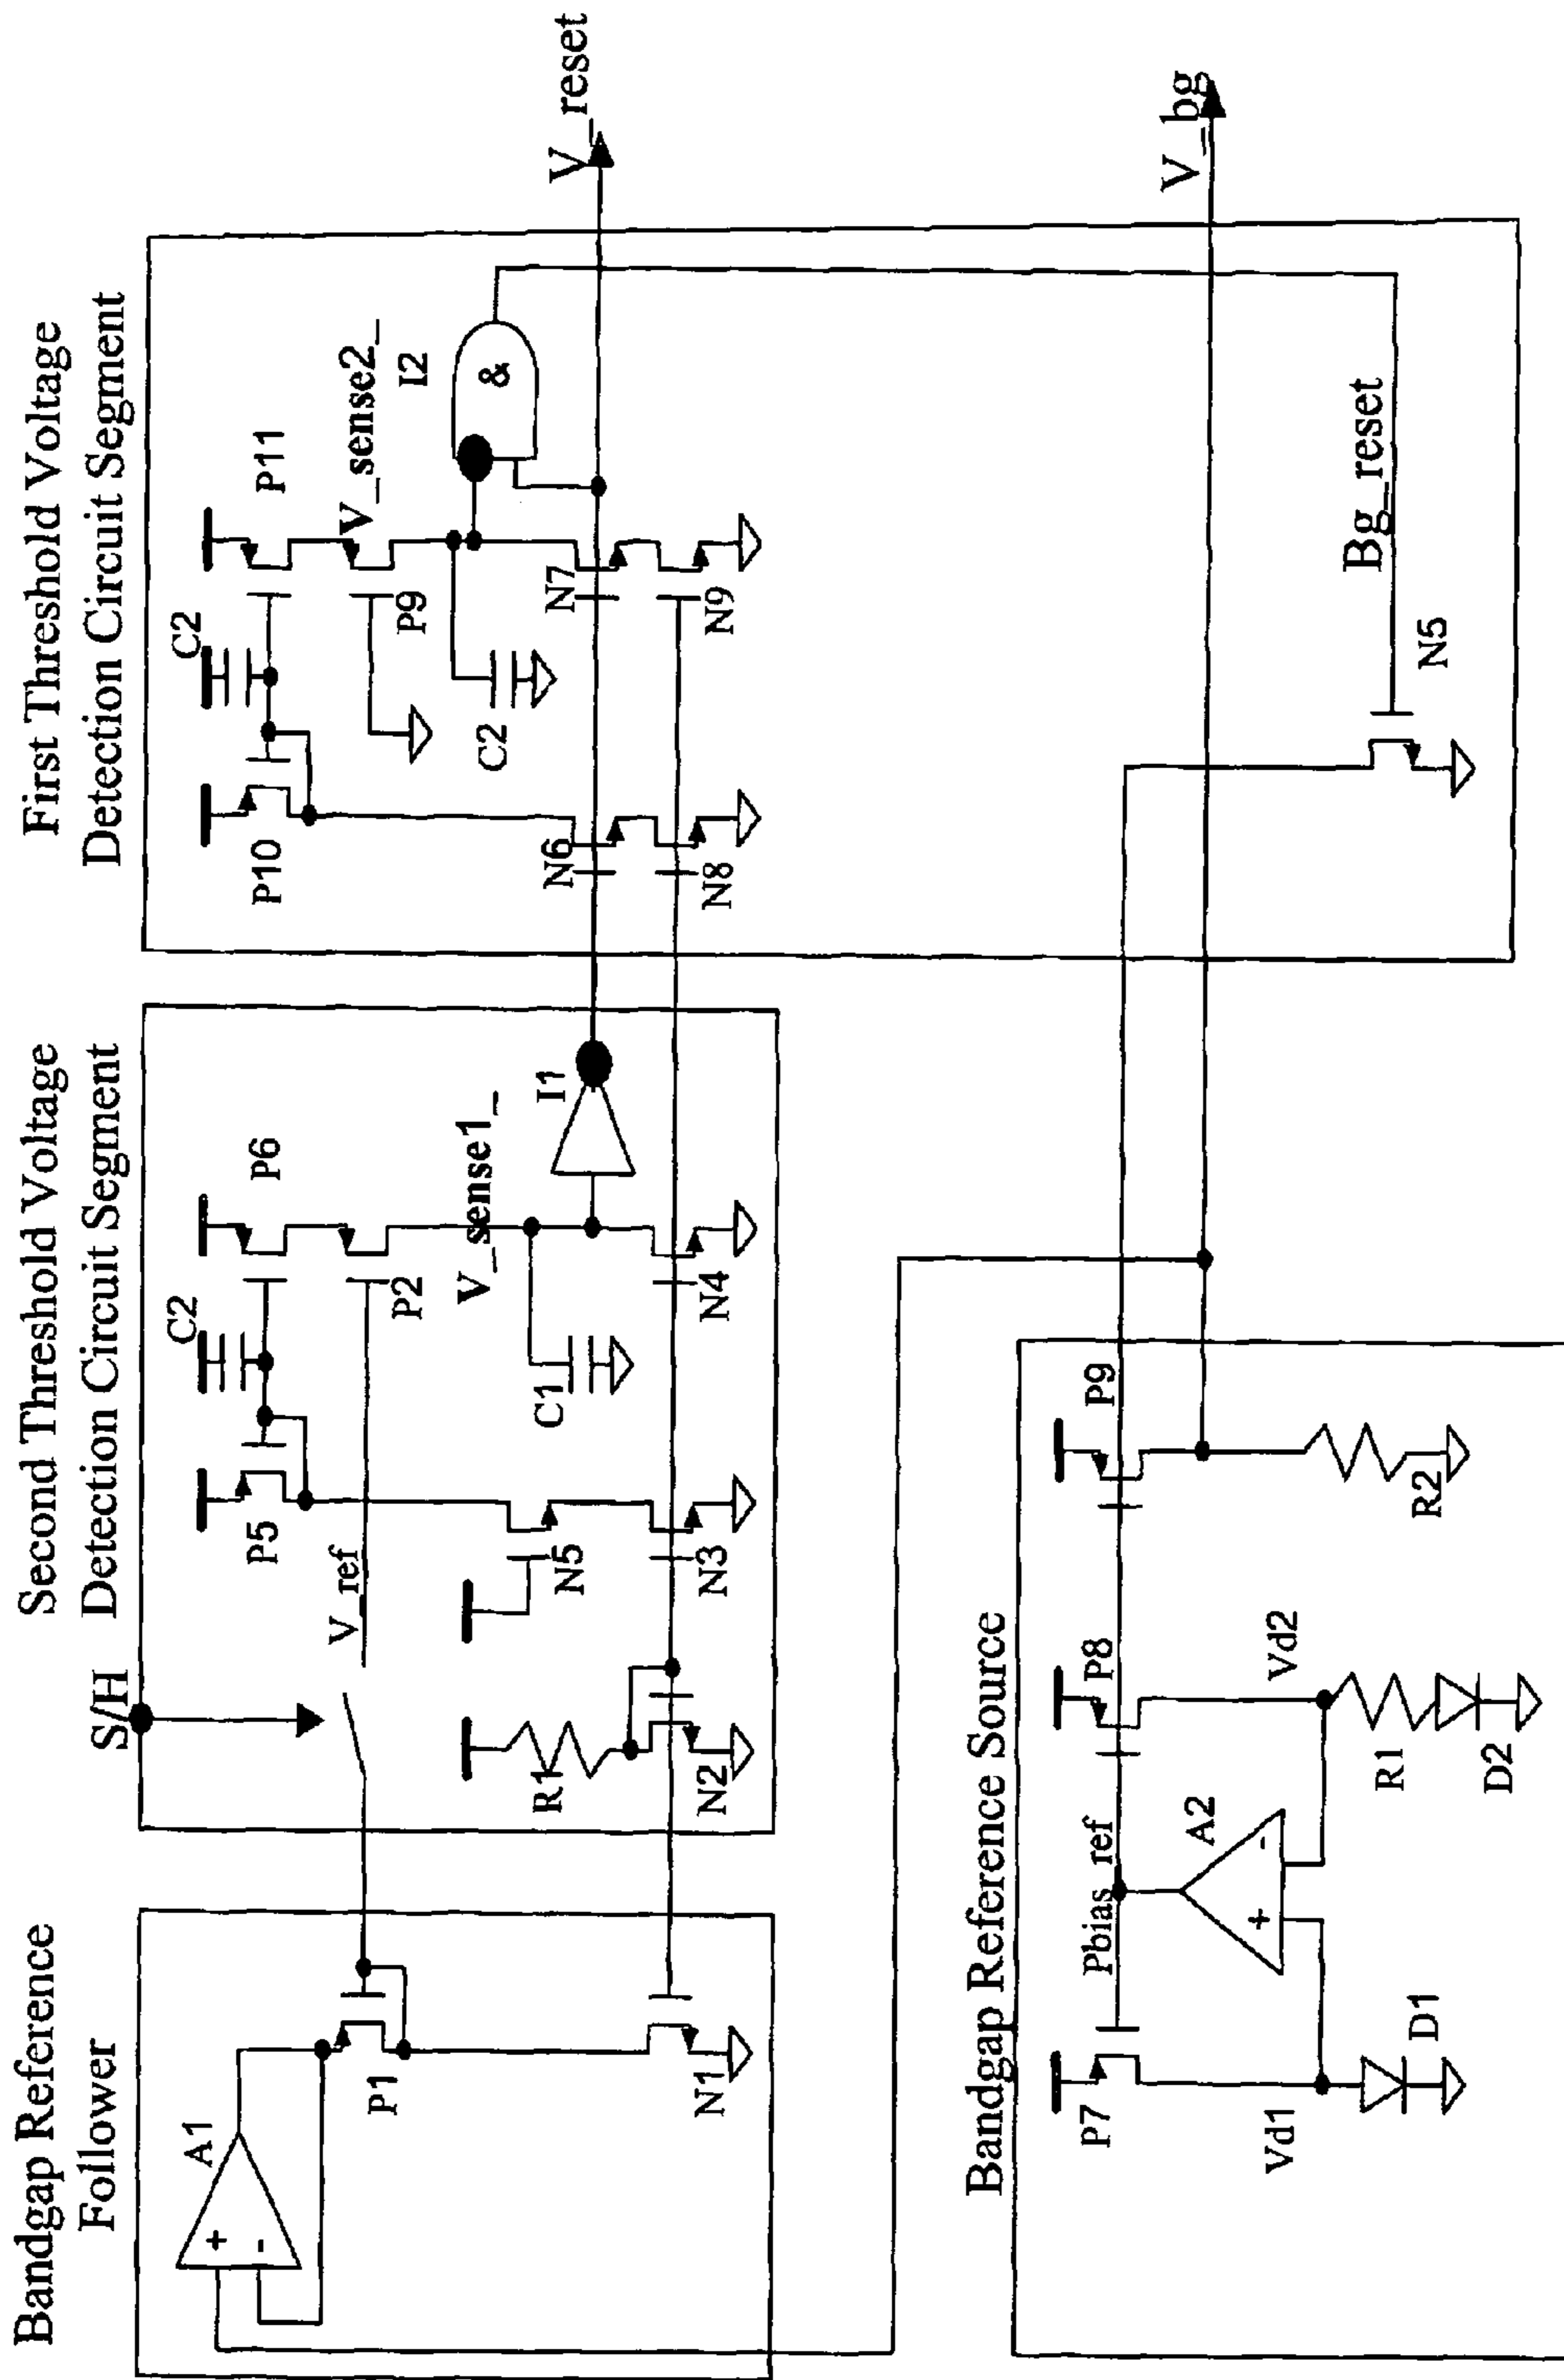 Bandgap Reference
Follower
A1
+
-
P1
N1
Second Threshold Voltage
Detection Circuit Segment
S/H
V_ref
P5
C2
P6
P2
V_sense1_
R1
N5
C1
I1
N2
N3
N4
First Threshold Voltage
Detection Circuit Segment
P10
C2
P11
P9
V_sense2_
I2
&
C2
N6
N7
N8
N9
V_reset
V_bg
Bg_reset
N5
Bandgap Reference Source
P7
Pbias_ref
P8
P9
A2
+
-
Vd1
Vd2
D1
R1
D2
R2